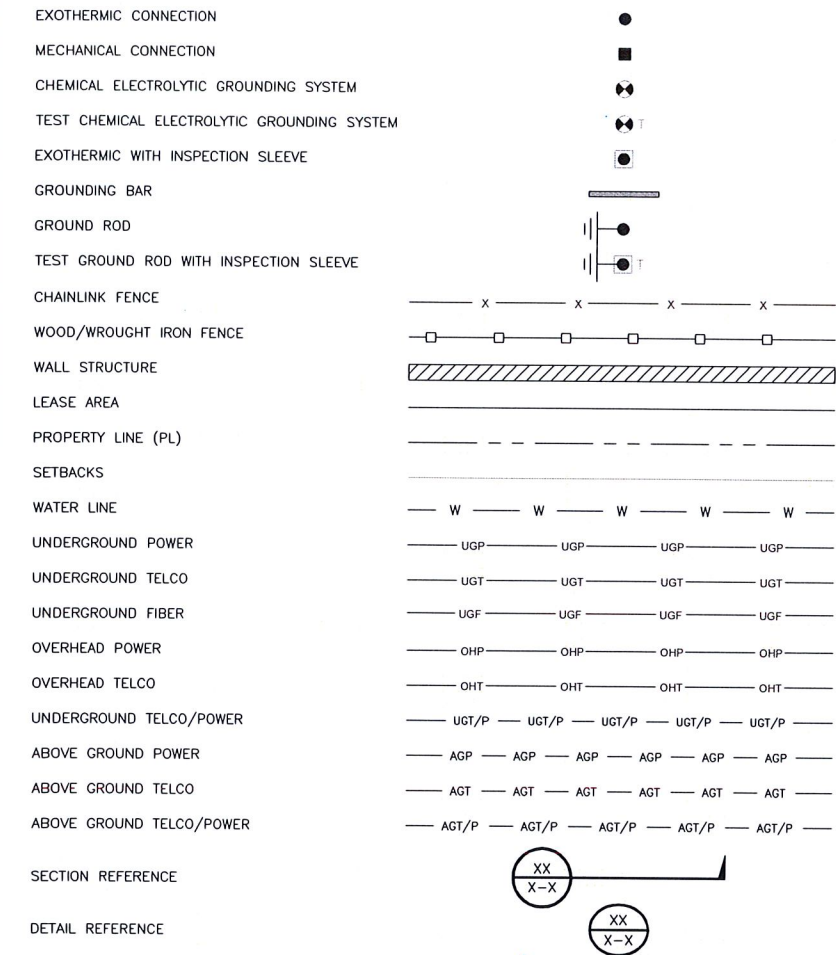 EXOTHERMIC CONNECTION
MECHANICAL CONNECTION
CHEMICAL ELECTROLYTIC GROUNDING SYSTEM
TEST CHEMICAL ELECTROLYTIC GROUNDING SYSTEM T
EXOTHERMIC WITH INSPECTION SLEEVE
GROUNDING BAR
GROUND ROD
TEST GROUND ROD WITH INSPECTION SLEEVE T
CHAINLINK FENCE X X X X
WOOD/WROUGHT IRON FENCE
WALL STRUCTURE
LEASE AREA
PROPERTY LINE (PL)
SETBACKS
WATER LINE W W W W W
UNDERGROUND POWER UGP UGP UGP UGP
UNDERGROUND TELCO UGT UGT UGT UGT
UNDERGROUND FIBER UGF UGF UGF UGF
OVERHEAD POWER OHP OHP OHP OHP
OVERHEAD TELCO OHT OHT OHT OHT
UNDERGROUND TELCO/POWER UGT/P UGT/P UGT/P UGT/P UGT/P
ABOVE GROUND POWER AGP AGP AGP AGP AGP AGP
ABOVE GROUND TELCO AGT AGT AGT AGT AGT AGT
ABOVE GROUND TELCO/POWER AGT/P AGT/P AGT/P AGT/P AGT/P
XX
SECTION REFERENCE
X-X
XX
DETAIL REFERENCE
X-X